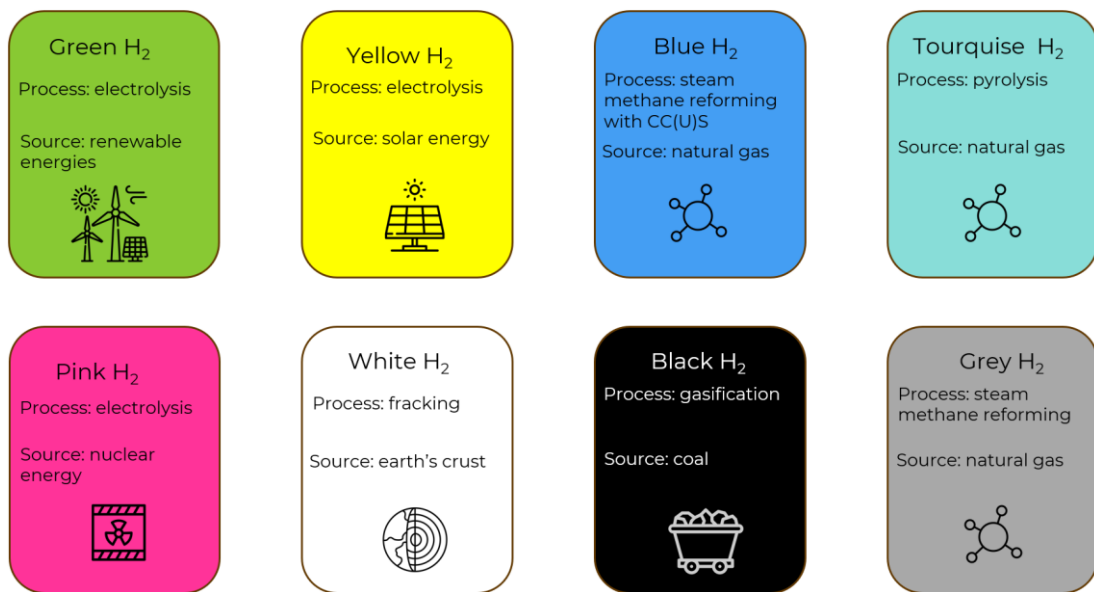 Green H₂
Process: electrolysis
Source: renewable
energies
Yellow H₂
Process: electrolysis
Source: solar energy
Blue H₂
Process: steam
methane reforming
with CC(U)S
Source: natural gas
Tourquise H₂
Process: pyrolysis
Source: natural gas
Pink H₂
Process: electrolysis
Source: nuclear
energy
White H₂
Process: fracking
Source: earth's crust
Black H₂
Process: gasification
Source: coal
Grey H₂
Process: steam
methane reforming
Source: natural gas